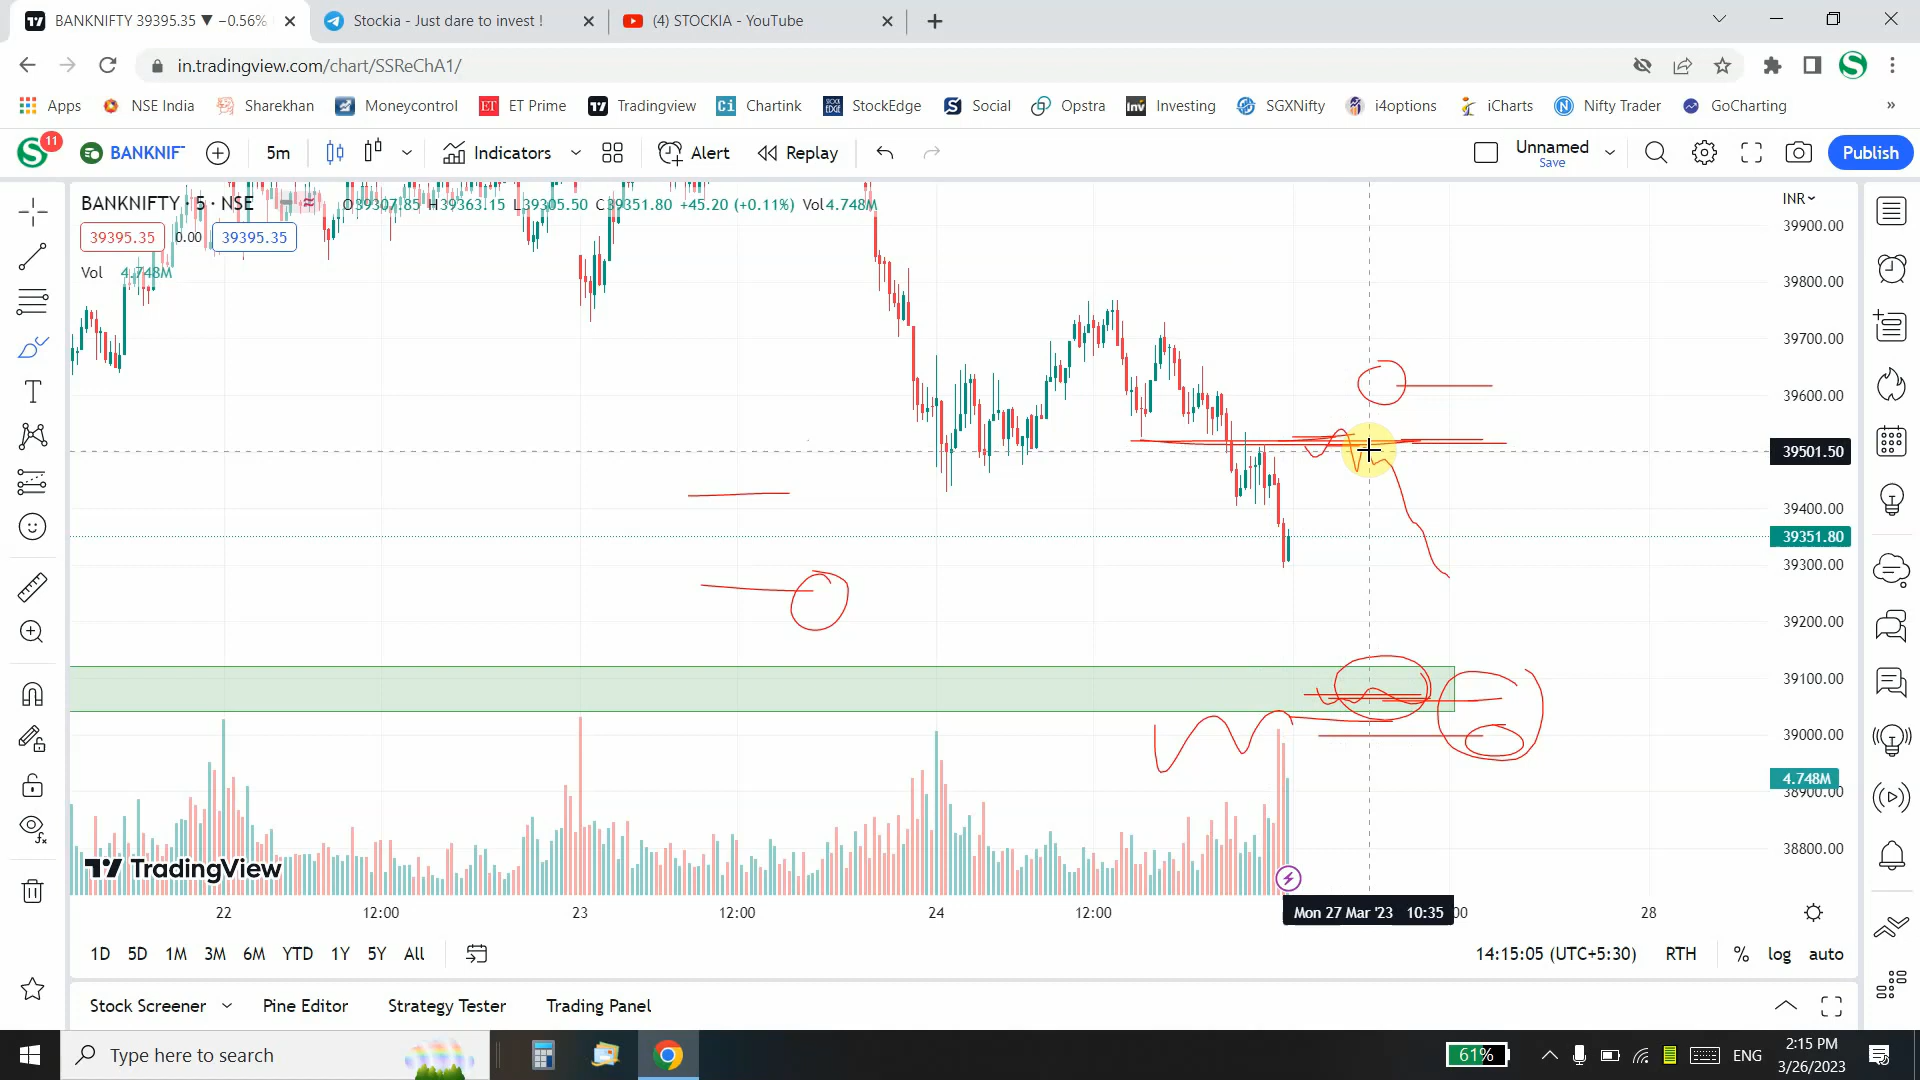 BANKNIFTY 39395.35 ▼ −0.56%
Stockia - Just dare to invest !
(4) STOCKIA - YouTube
in.tradingview.com/chart/SSReChA1/
Apps NSE India Sharekhan Moneycontrol ET Prime Tradingview Chartink StockEdge Social Opstra Investing SGXNifty i4options iCharts Nifty Trader GoCharting »
11 BANKNIF 5m Indicators Alert Replay Unnamed Publish
Save
BANKNIFTY · 5 · NSE O39307.85 H39363.15 L39305.50 C39351.80 +45.20 (+0.11%) Vol4.748M
INR
39395.35 0.00 39395.35
Vol 4.748M
39900.00
39800.00
39700.00
39600.00
39501.50
39400.00
39351.80
39300.00
39200.00
39100.00
39000.00
4.748M
38900.00
38800.00
TradingView
22 12:00 23 12:00 24 12:00 Mon 27 Mar '23 10:35 :00 28
1D 5D 1M 3M 6M YTD 1Y 5Y All 14:15:05 (UTC+5:30) RTH % log auto
Stock Screener Pine Editor Strategy Tester Trading Panel
Type here to search
61% ENG
2:15 PM
3/26/2023